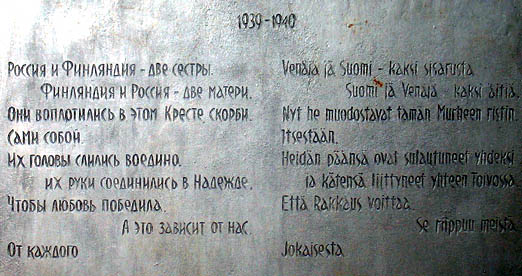 1939-1940
Россия и Финляндия - две сестры.
Финляндия и Россия - две матери.
Они воплотились в этом Кресте скорби.
Сами собой.
Их головы слились воедино.
их руки соединились в Надежде,
Чтобы любовь победила.
А это зависит от нас.
От каждого
Venäjä jä Suomi - kaksi sisarusta
Suomi jä Venäjä - kaksi äitiä.
Nyt he muodostavat tämän Murheen ristin.
Itsestään.
Heidän päänsä ovat sulautuneet yhdeksi
ja kätensä liittyneet yhteen Toivossa
Että Rakkaus voittaa.
Se riippuu meistä
Jokaisesta